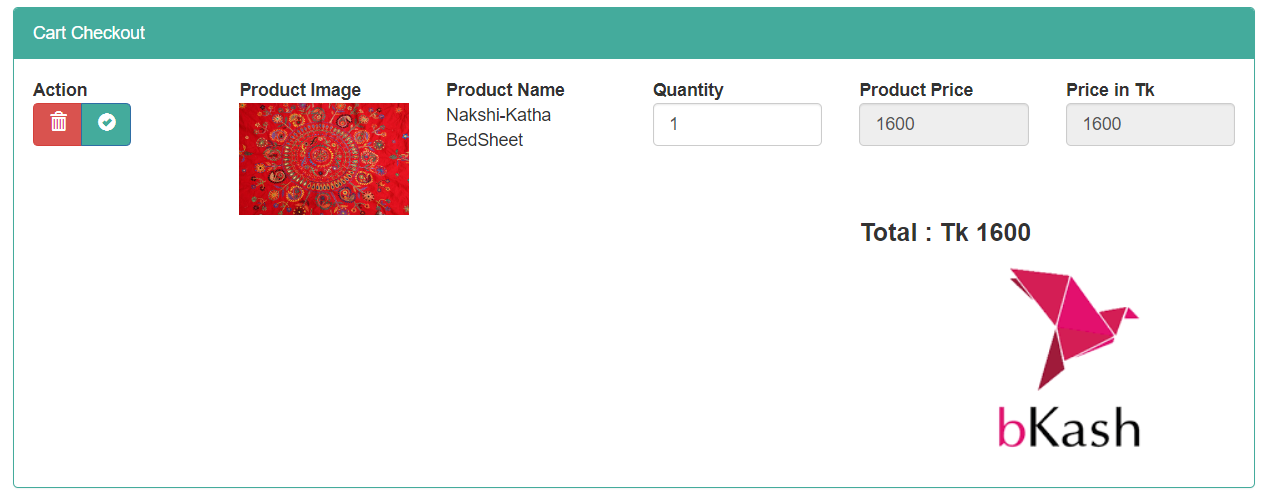 Cart Checkout
Action
Product Image
Product Name
Quantity
Product Price
Price in Tk
Nakshi-Katha
BedSheet
1
1600
1600
Total : Tk 1600
bKash